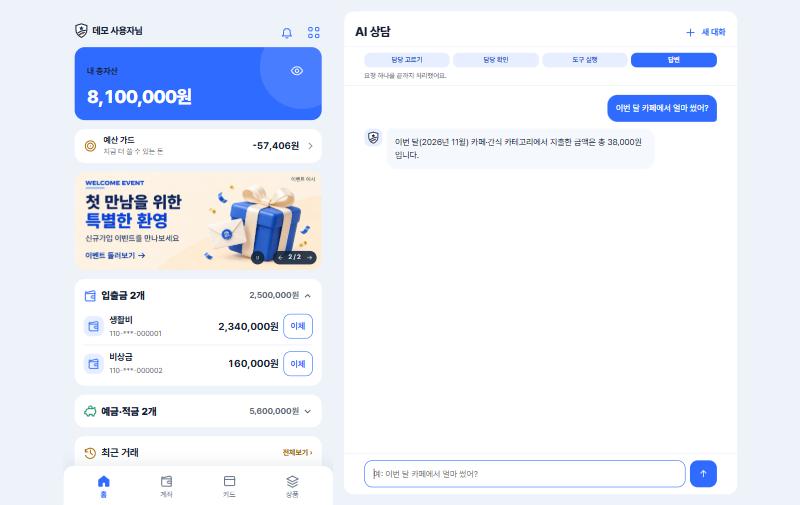 데모 사용자님
내 총자산
8,100,000원
예산 가드
지금 더 쓸 수 있는 돈
-57,406원
WELCOME EVENT
이벤트 예시
첫 만남을 위한
특별한 환영
신규가입 이벤트를 만나보세요
이벤트 둘러보기 →
2 / 2
입출금 2개
2,500,000원
생활비
110-***-000001
2,340,000원
이체
비상금
110-***-000002
160,000원
이체
예금·적금 2개
5,600,000원
최근 거래
전체보기 ›
홈
계좌
카드
상품
AI 상담
+ 새 대화
담당 고르기
담당 확인
도구 실행
답변
요청 하나를 끝까지 처리했어요.
이번 달 카페에서 얼마 썼어?
이번 달(2026년 11월) 카페·간식 카테고리에서 지출한 금액은 총 38,000원
입니다.
예: 이번 달 카페에서 얼마 썼어?